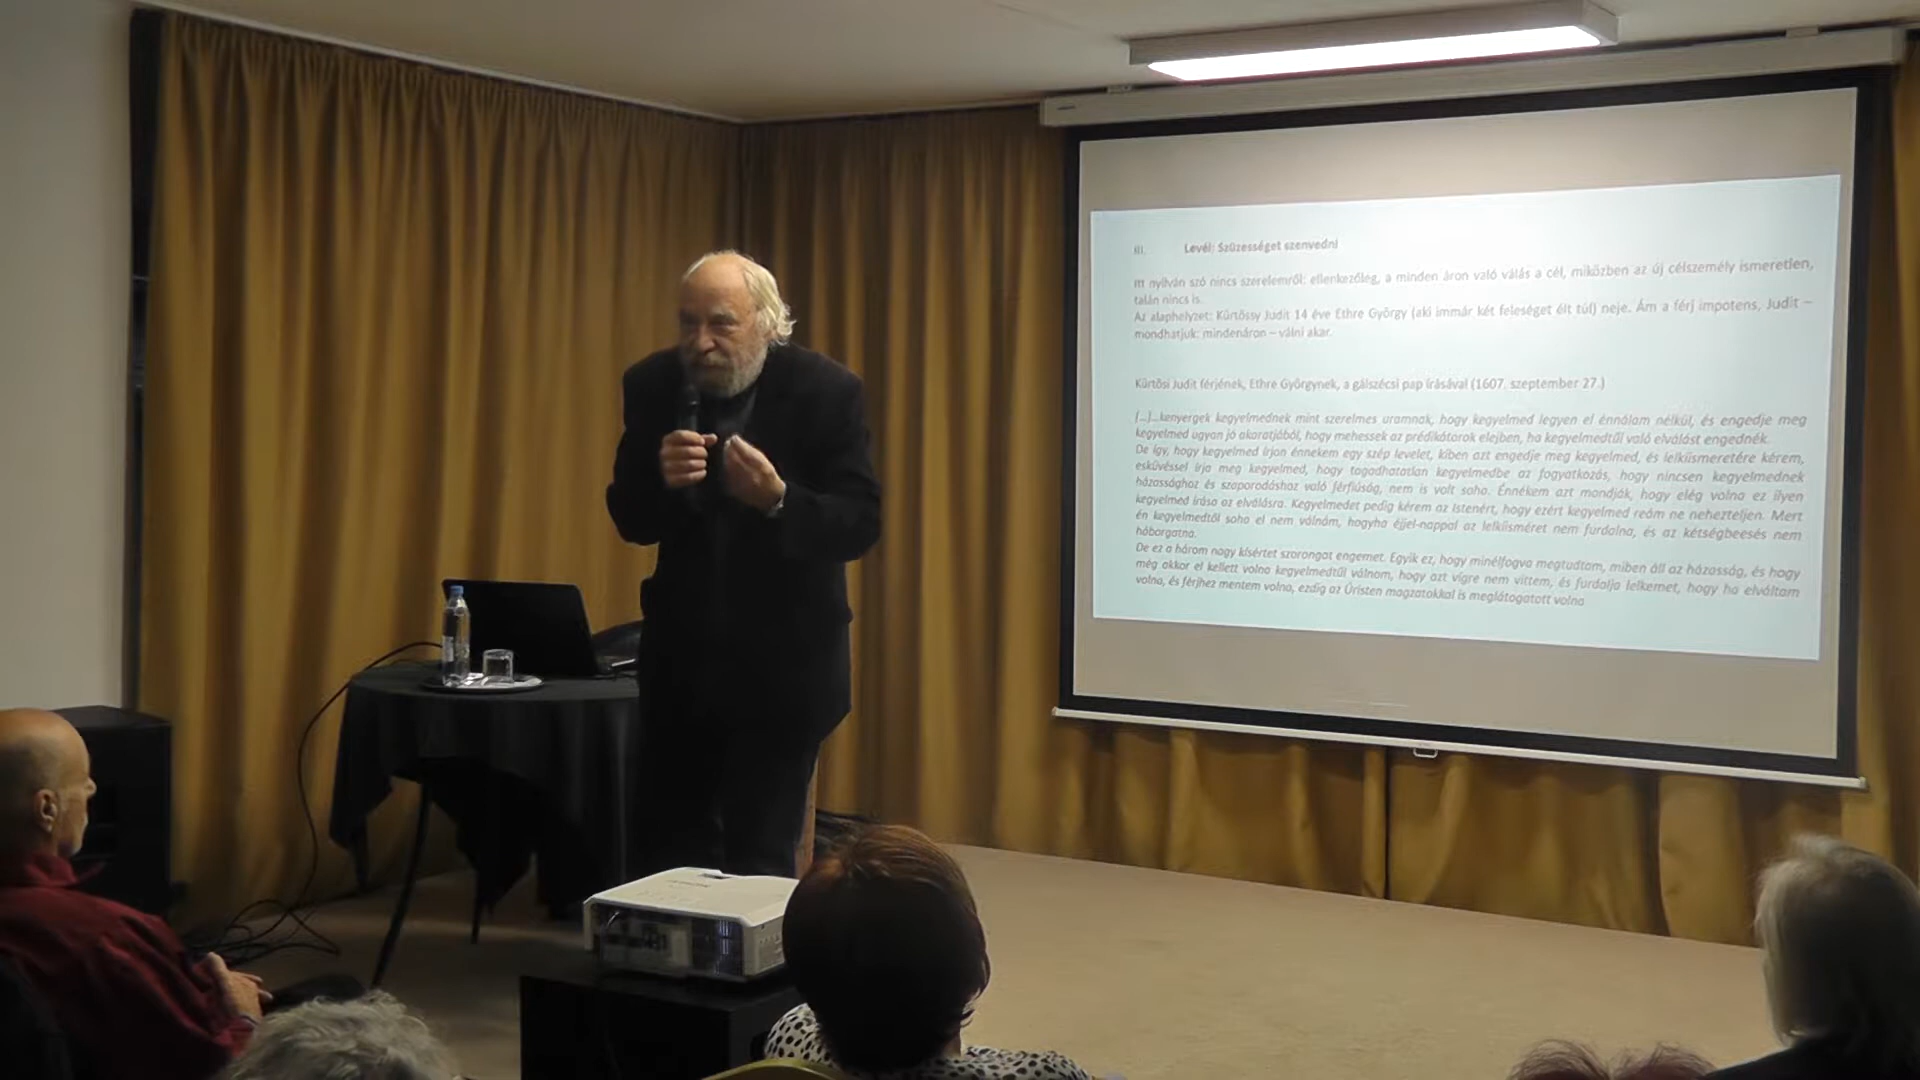 III. Levél: Szüzességet szenvedni
Itt nyilván szó nincs szerelemről: ellenkezőleg, a minden áron való válás a cél, miközben az új célszemély ismeretlen,
talán nincs is.
Az alaphelyzet: Kürtössy Judit 14 éve Ethre György (aki immár két feleséget élt túl) neje. Ám a férj impotens, Judit –
mondhatjuk: mindenáron – válni akar.
Kürtösi Judit férjének, Ethre Györgynek, a gálszécsi pap írásával (1607. szeptember 27.)
(...)...kenyergek kegyelmednek mint szerelmes uramnak, hogy kegyelmed legyen el énnálam nélkül, és engedje meg
kegyelmed ugyan jó akaratjából, hogy mehessek az prédikátorok elejben, ha kegyelmedtűl való elválást engednék.
De így, hogy kegyelmed írjon énnekem egy szép levelet, kiben azt engedje meg kegyelmed, és lelkiismeretére kérem,
esküvéssel írja meg kegyelmed, hogy tagadhatatlan kegyelmedbe az fogyatkozás, hogy nincsen kegyelmednek
házassághoz és szaporodáshoz való férfiúság, nem is volt soha. Énnékem azt mondják, hogy elég volna ez ilyen
kegyelmed írása az elválásra. Kegyelmedet pedig kérem az Istenért, hogy ezért kegyelmed reám ne nehezteljen. Mert
én kegyelmedtől soha el nem válnám, hogyha éjjel-nappal az lelkiisméret nem furdalna, és az kétségbeesés nem
háborgatna.
De ez a három nagy kísértet szorongat engemet. Egyik ez, hogy minélfogva megtudtam, miben áll az házasság, és hogy
még akkor el kellett volna kegyelmedtűl válnom, hogy azt vígre nem vittem, és furdalja lelkemet, hogy ha elváltam
volna, és férjhez mentem volna, ezdig az Úristen magzatokkal is meglátogatott volna